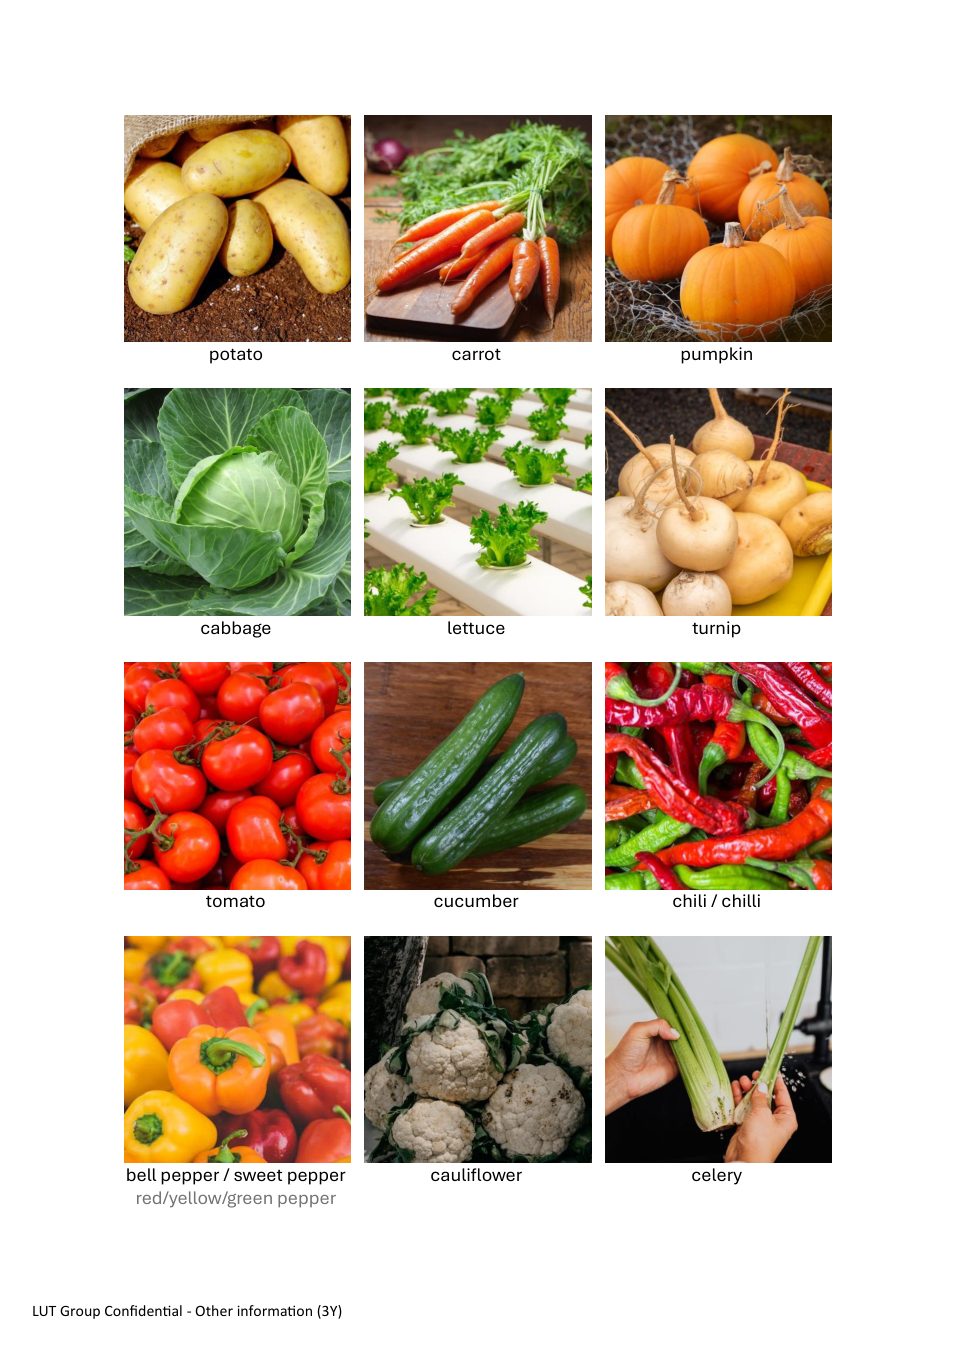 potato
carrot
pumpkin
cabbage
lettuce
turnip
tomato
cucumber
chili / chilli
bell pepper / sweet pepper
red/yellow/green pepper
cauliflower
celery
LUT Group Confidential - Other information (3Y)